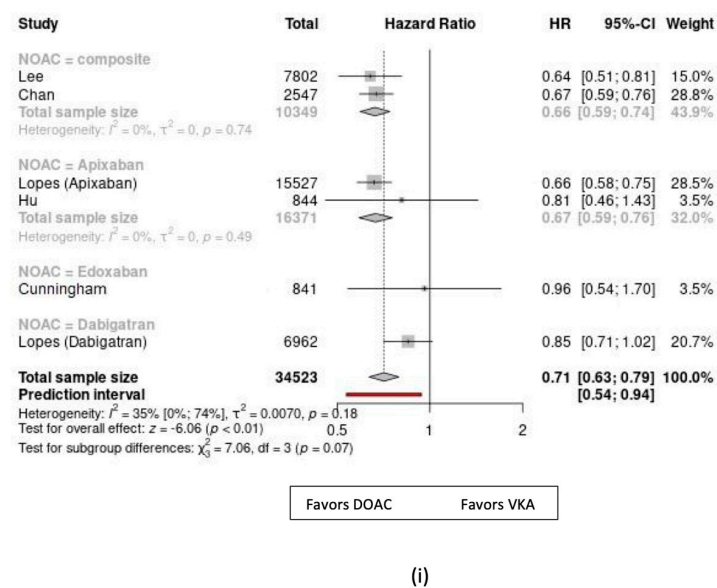 Study Total Hazard Ratio HR 95%-CI Weight
NOAC = composite
Lee 7802 0.64 [0.51; 0.81] 15.0%
Chan 2547 0.67 [0.59; 0.76] 28.8%
Total sample size 10349 0.66 [0.59; 0.74] 43.9%
Heterogeneity: I² = 0%, τ² = 0, p = 0.74
NOAC = Apixaban
Lopes (Apixaban) 15527 0.66 [0.58; 0.75] 28.5%
Hu 844 0.81 [0.46; 1.43] 3.5%
Total sample size 16371 0.67 [0.59; 0.76] 32.0%
Heterogeneity: I² = 0%, τ² = 0, p = 0.49
NOAC = Edoxaban
Cunningham 841 0.96 [0.54; 1.70] 3.5%
NOAC = Dabigatran
Lopes (Dabigatran) 6962 0.85 [0.71; 1.02] 20.7%
Total sample size 34523 0.71 [0.63; 0.79] 100.0%
Prediction interval [0.54; 0.94]
Heterogeneity: I² = 35% [0%; 74%], τ² = 0.0070, p = 0.18
Test for overall effect: z = -6.06 (p < 0.01) 0.5 1 2
Test for subgroup differences: χ²₃ = 7.06, df = 3 (p = 0.07)
Favors DOAC Favors VKA
(i)